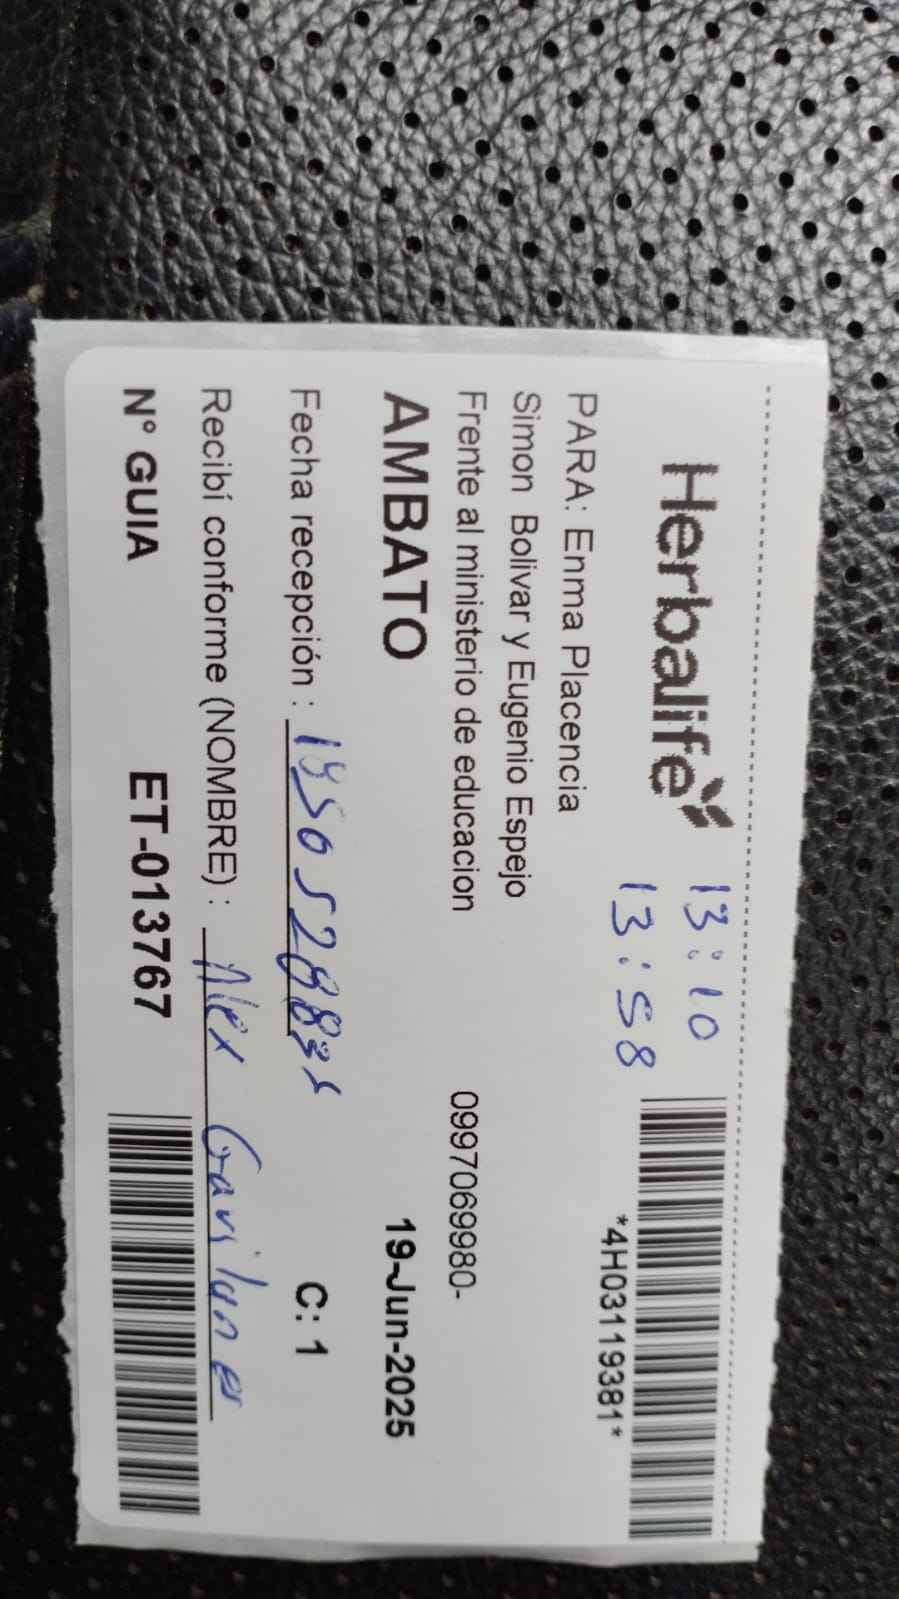 Herbalife
13:10
13:58
*4H03119381*
PARA: Enma Placencia
Simon Bolivar y Eugenio Espejo
Frente al ministerio de educacion
0997069980-
AMBATO
19-Jun-2025
Fecha recepción :
C: 1
Recibí conforme (NOMBRE) : Alex Gavilanes
N° GUIA
ET-013767